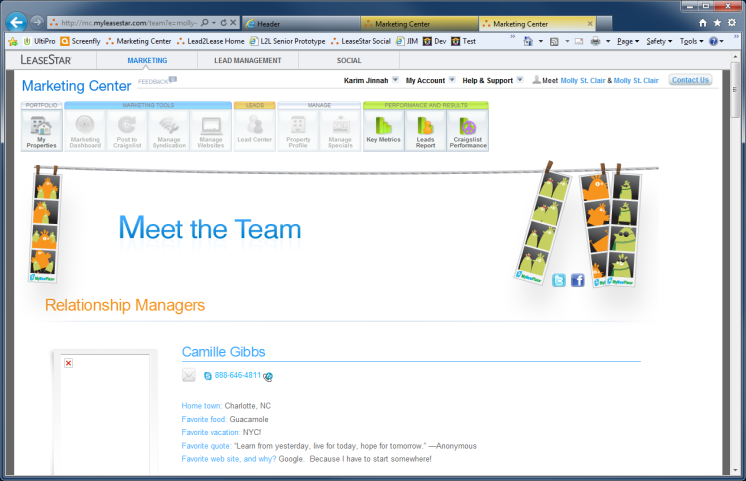 http://mc.myleasestar.com/team?e=molly-
Header
Marketing Center
Marketing Center
UltiPro
Screenfly
Marketing Center
Lead2Lease Home
L2L Senior Prototype
LeaseStar Social
JIM
Dev
Test
Page
Safety
Tools
LEASESTAR
MARKETING
LEAD MANAGEMENT
SOCIAL
Marketing Center
FEEDBACK
Karim Jinnah
My Account
Help & Support
Meet Molly St. Clair & Molly St. Clair
Contact Us
PORTFOLIO
MARKETING TOOLS
LEADS
MANAGE
PERFORMANCE AND RESULTS
My Properties
Marketing Dashboard
Post to Craigslist
Manage Syndication
Manage Websites
Lead Center
Property Profile
Manage Specials
Key Metrics
Leads Report
Craigslist Performance
Meet the Team
Relationship Managers
Camille Gibbs
888-646-4811
Home town: Charlotte, NC
Favorite food: Guacamole
Favorite vacation: NYC!
Favorite quote: “Learn from yesterday, live for today, hope for tomorrow.” —Anonymous
Favorite web site, and why? Google. Because I have to start somewhere!